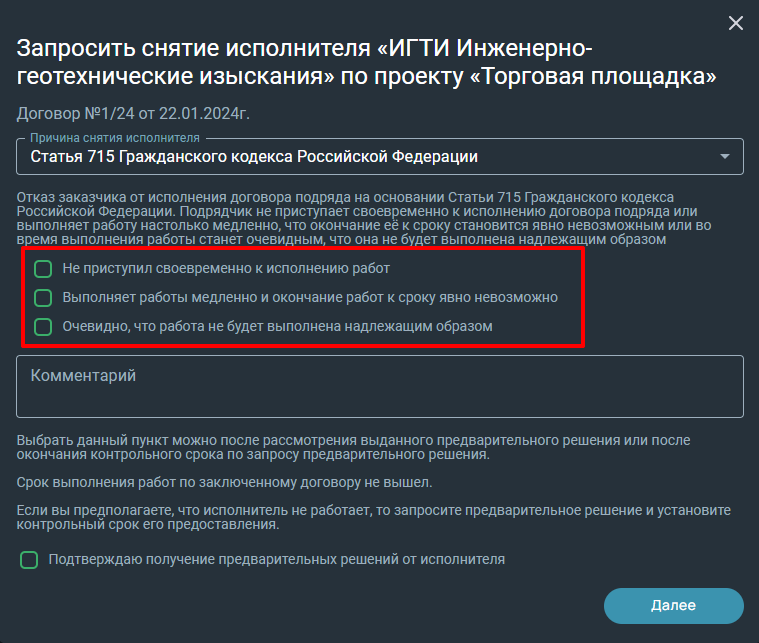 Запросить снятие исполнителя «ИГТИ Инженерно-
геотехнические изыскания» по проекту «Торговая площадка»
Договор №1/24 от 22.01.2024г.
Причина снятия исполнителя
Статья 715 Гражданского кодекса Российской Федерации
Отказ заказчика от исполнения договора подряда на основании Статьи 715 Гражданского кодекса
Российской Федерации. Подрядчик не приступает своевременно к исполнению договора подряда или
выполняет работу настолько медленно, что окончание её к сроку становится явно невозможным или во
время выполнения работы станет очевидным, что она не будет выполнена надлежащим образом
Не приступил своевременно к исполнению работ
Выполняет работы медленно и окончание работ к сроку явно невозможно
Очевидно, что работа не будет выполнена надлежащим образом
Комментарий
Выбрать данный пункт можно после рассмотрения выданного предварительного решения или после
окончания контрольного срока по запросу предварительного решения.
Срок выполнения работ по заключенному договору не вышел.
Если вы предполагаете, что исполнитель не работает, то запросите предварительное решение и установите
контрольный срок его предоставления.
Подтверждаю получение предварительных решений от исполнителя
Далее